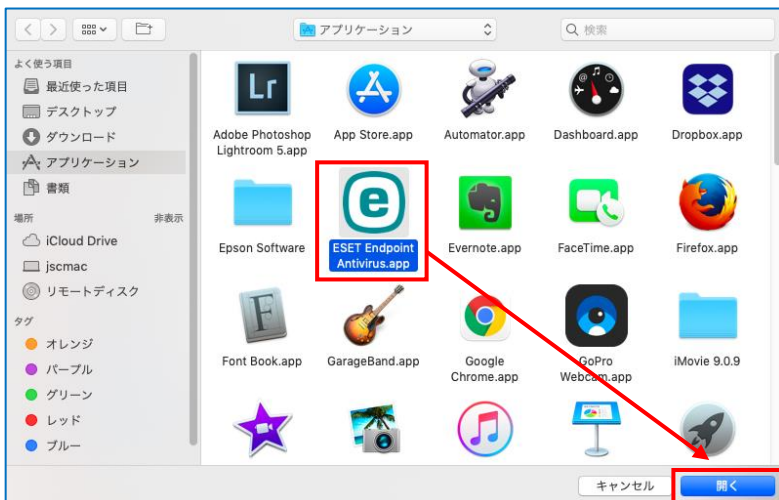 アプリケーション
検索
よく使う項目
最近使った項目
デスクトップ
ダウンロード
アプリケーション
書類
場所
非表示
iCloud Drive
jscmac
リモートディスク
タグ
オレンジ
パープル
グリーン
レッド
ブルー
Lr
Adobe Photoshop
Lightroom 5.app
App Store.app
Automator.app
Dashboard.app
Dropbox.app
Epson Software
e
ESET Endpoint
Antivirus.app
Evernote.app
FaceTime.app
Firefox.app
F
Font Book.app
GarageBand.app
Google
Chrome.app
GoPro
Webcam.app
iMovie 9.0.9
キャンセル
開く